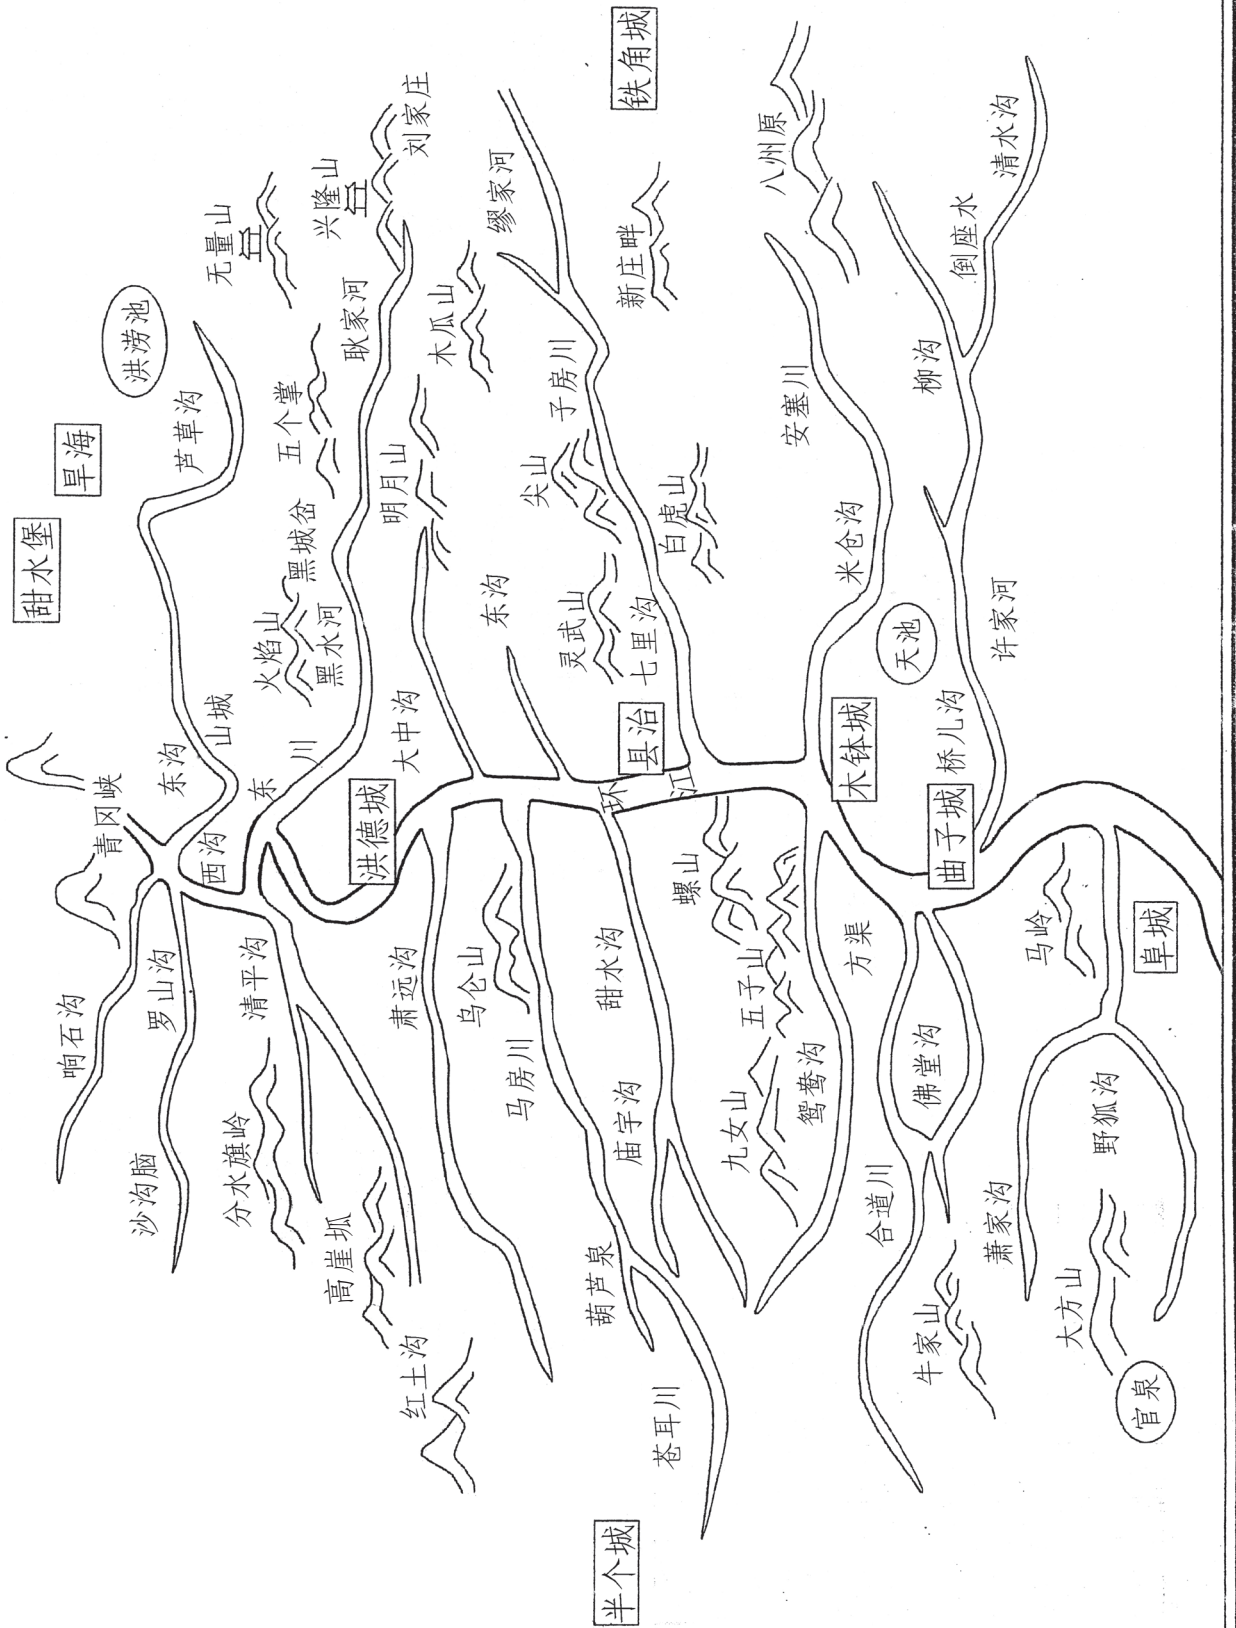 甜水堡
旱海
洪涝池
芦草沟
无量山
兴隆山
刘家庄
五个掌
耿家河
黑城岔
火焰山
黑水河
明月山
木瓜山
缪家河
子房川
尖山
东沟
灵武山
七里沟
白虎山
新庄畔
铁角城
八州原
安塞川
米仓沟
天池
柳沟
倒座水
清水沟
许家河
桥儿沟
青冈峡
东沟
山城
西沟
东川
大中沟
洪德城
县治
环江
木钵城
曲子城
响石沟
罗山沟
沙沟脑
清平沟
分水旗岭
高崖坬
红土沟
肃远沟
乌仑山
马房川
甜水沟
庙宇沟
葫芦泉
苍耳川
半个城
螺山
五子山
九女山
鸳鸯沟
方渠
佛堂沟
合道川
牛家山
马岭
阜城
野狐沟
萧家沟
大方山
官泉